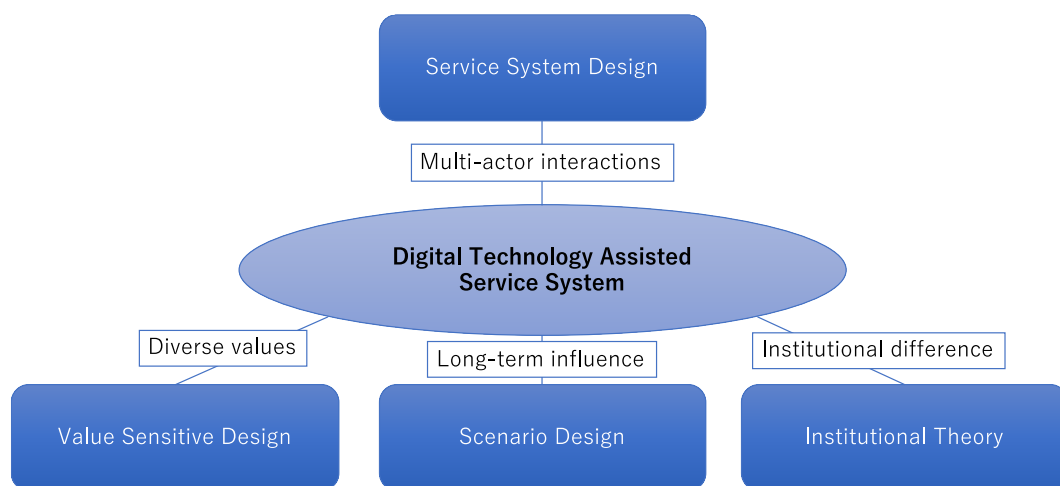 Service System Design
Multi-actor interactions
Digital Technology Assisted
Service System
Diverse values
Long-term influence
Institutional difference
Value Sensitive Design
Scenario Design
Institutional Theory